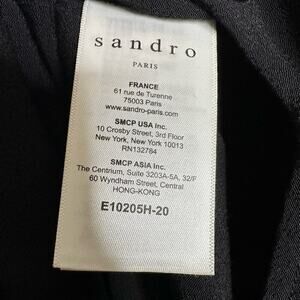 sandro
PARIS
FRANCE
61 rue de Turenne
75003 Paris
www.sandro-paris.com
SMCP USA Inc.
10 Crosby Street, 3rd Floor
New York, New York 10013
RN132784
SMCP ASIA Inc.
The Centrium, Suite 3203A-5A, 32/F
60 Wyndham Street, Central
HONG-KONG
E10205H-20